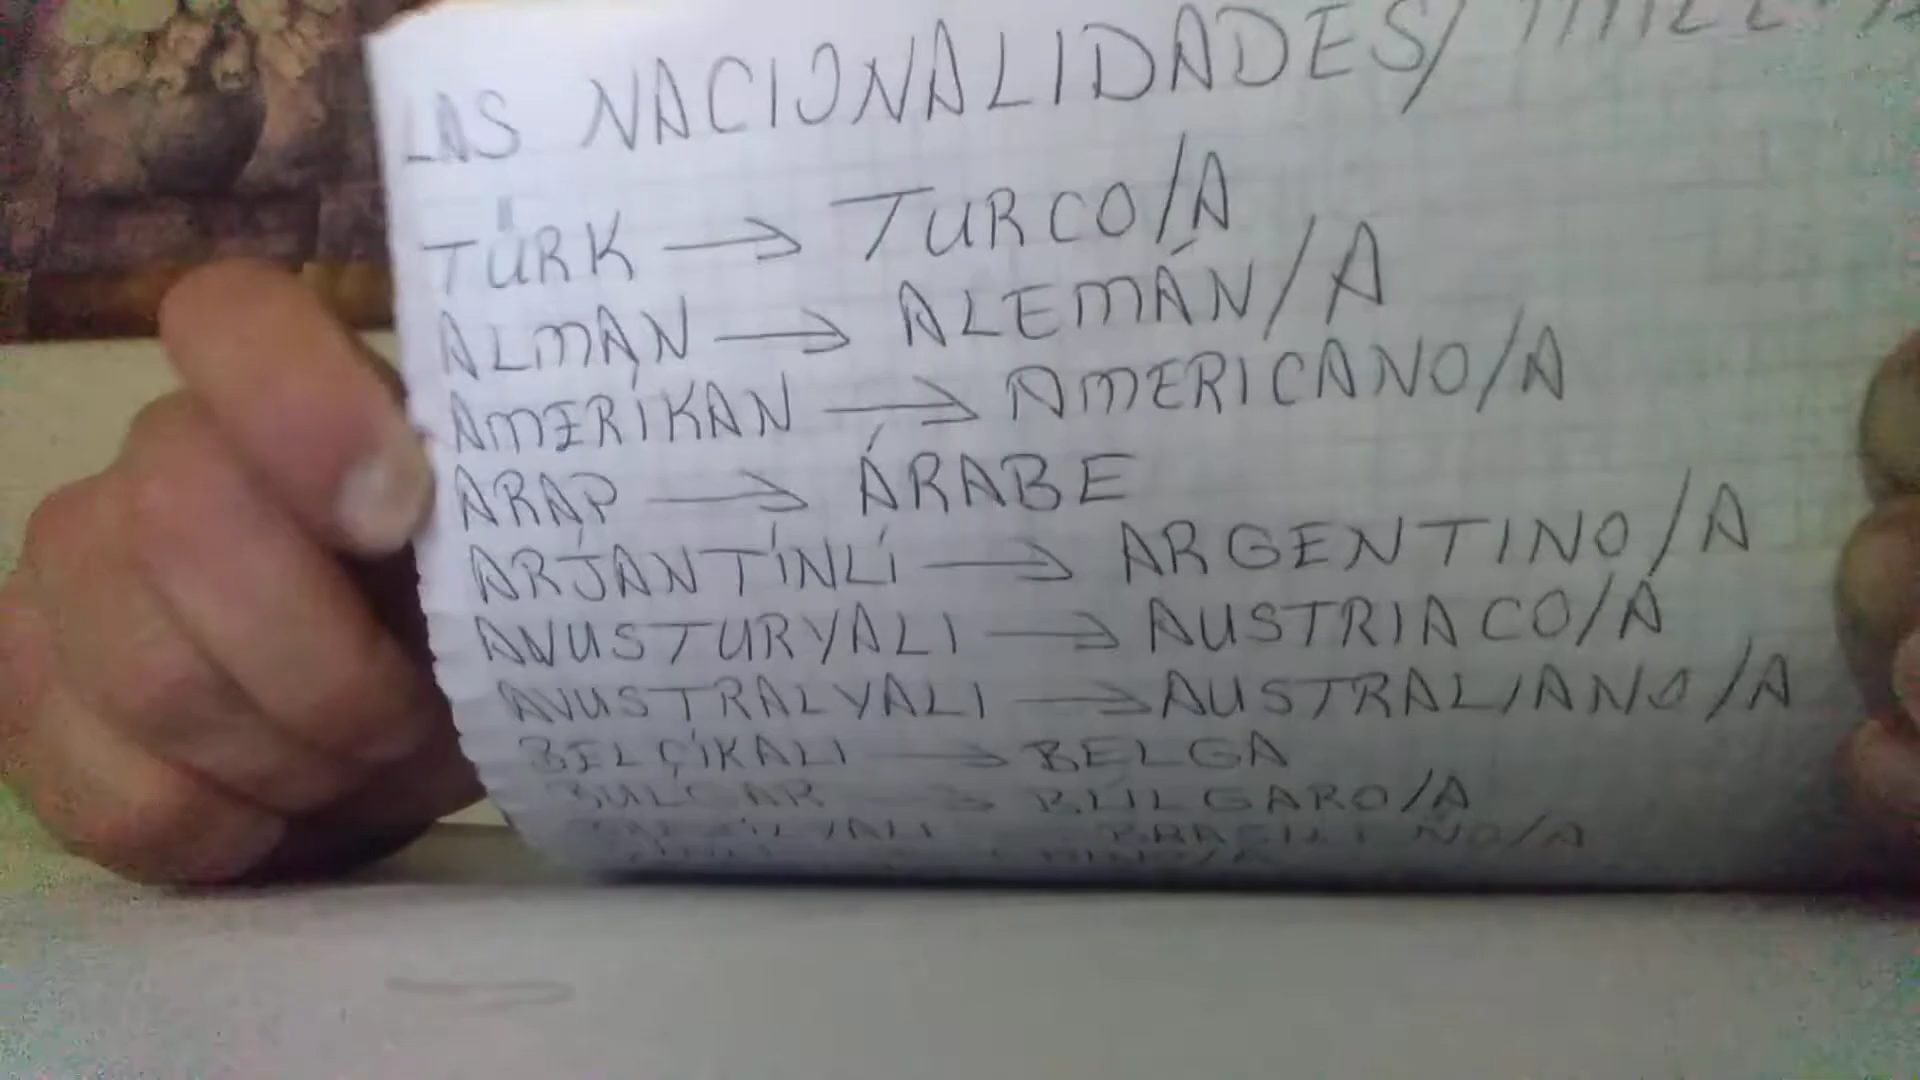 LAS NACIONALIDADES/
TÜRK → TURCO/A
ALMAN → ALEMÁN/A
AMERİKAN → AMERICANO/A
ARAP → ÁRABE
ARJANTİNLİ → ARGENTINO/A
AVUSTURYALI → AUSTRIACO/A
AVUSTRALYALI → AUSTRALIANO/A
BELÇİKALI → BELGA
BULGAR → BÚLGARO/A